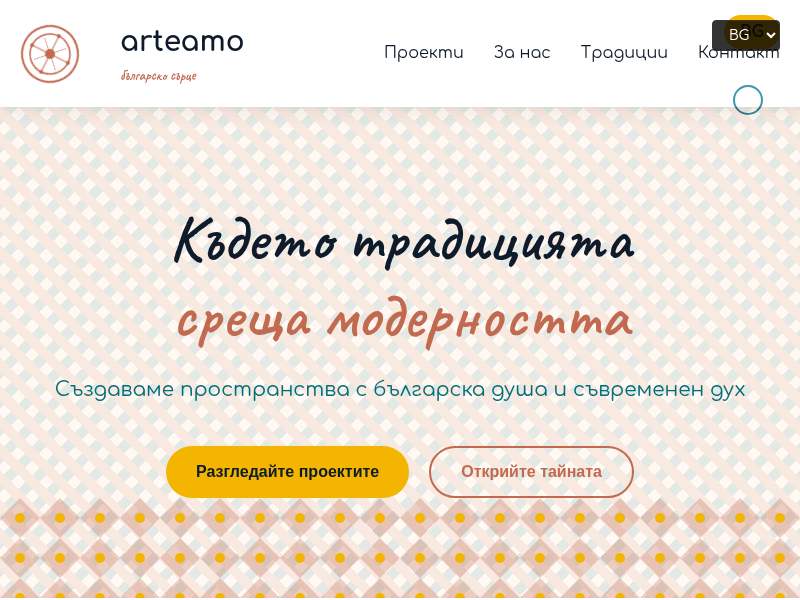 arteamo
българско сърце
Проекти
За нас
Традиции
Контакт
BG
Където традицията
среща модерността
Създаваме пространства с българска душа и съвременен дух
Разгледайте проектите
Открийте тайната